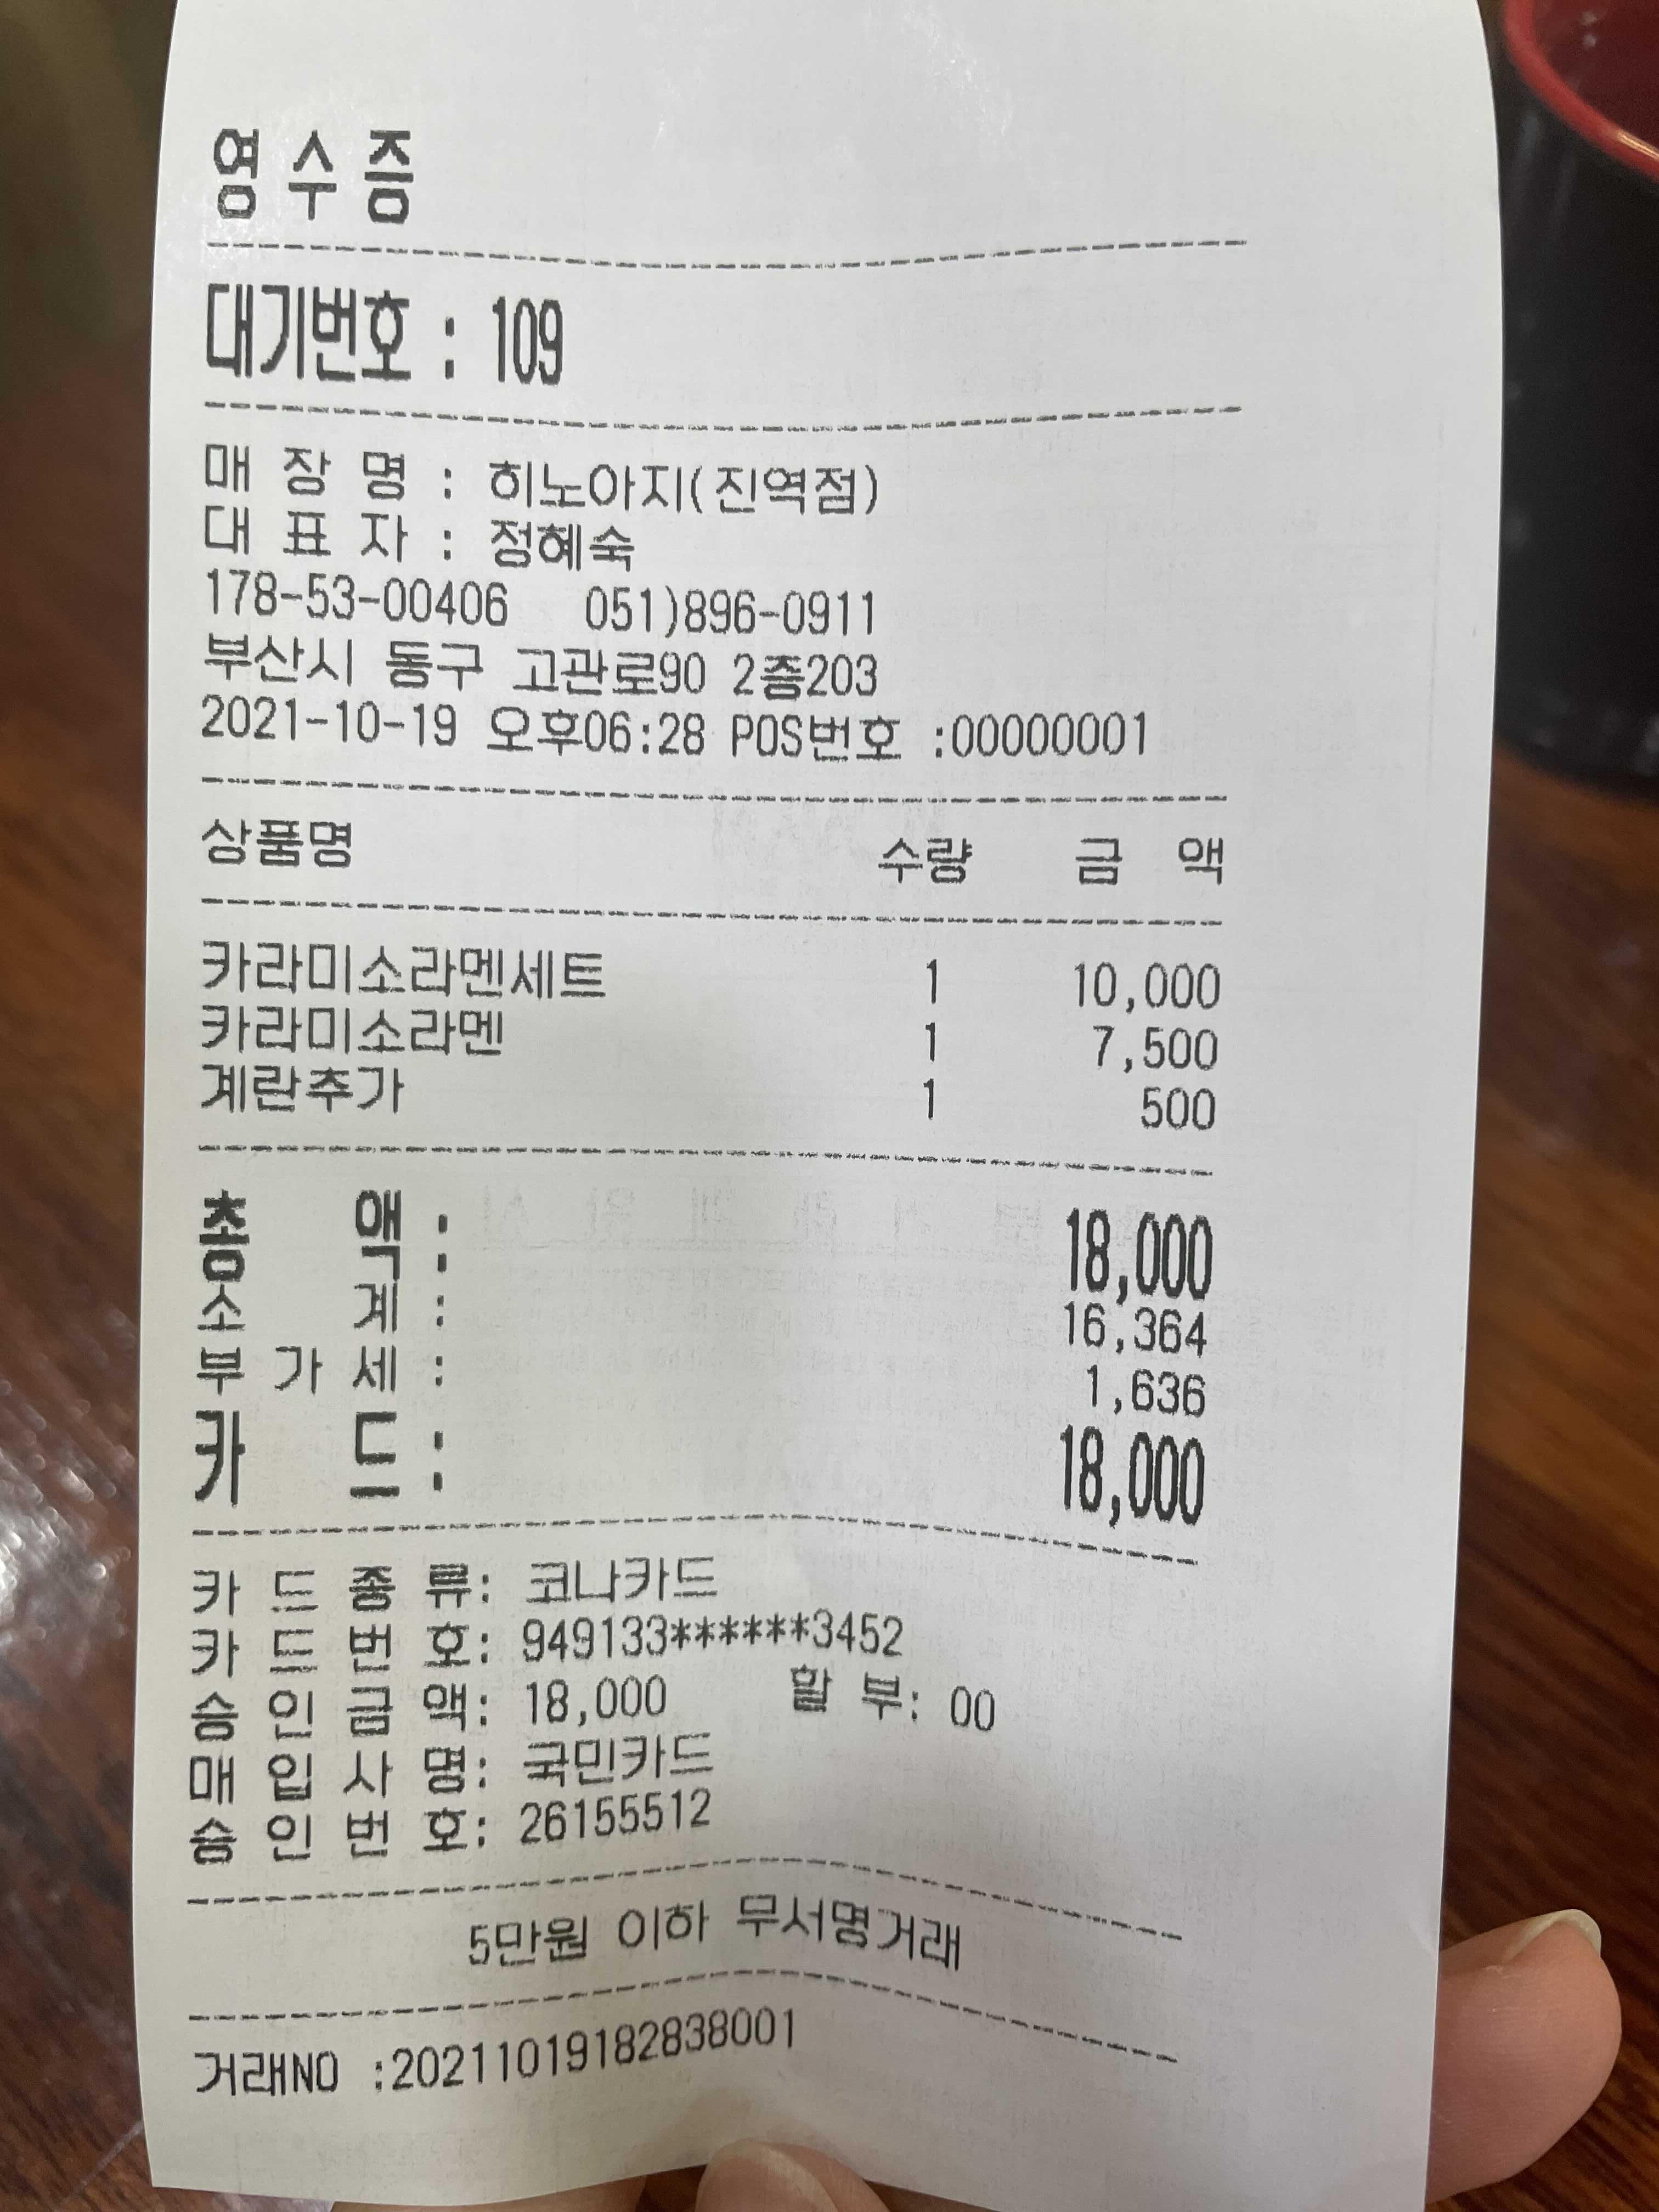 영 수 증
대기번호 : 109
매 장 명 : 히노아지(진역점)
대 표 자 : 정혜숙
178-53-00406 051)896-0911
부산시 동구 고관로90 2층203
2021-10-19 오후06:28 POS번호 :00000001
상품명 수량 금 액
카라미소라멘세트 1 10,000
카라미소라멘 1 7,500
계란추가 1 500
총 액 : 18,000
소 계 : 16,364
부 가 세 : 1,636
카 드 : 18,000
카 드 종 류: 코나카드
카 드 번 호: 949133******3452
승 인 금 액: 18,000 할 부: 00
매 입 사 명: 국민카드
승 인 번 호: 26155512
5만원 이하 무서명거래
거래NO :20211019182838001